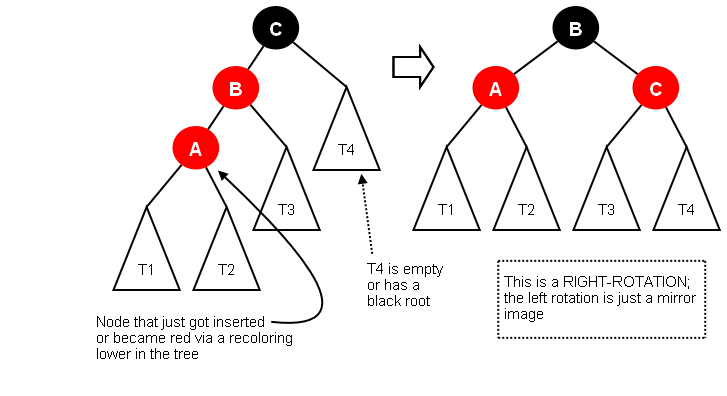 C
B
A
T4
T3
T1
T2
B
A
C
T1
T2
T3
T4
T4 is empty
or has a
black root
Node that just got inserted
or became red via a recoloring
lower in the tree
This is a RIGHT-ROTATION;
the left rotation is just a mirror
image